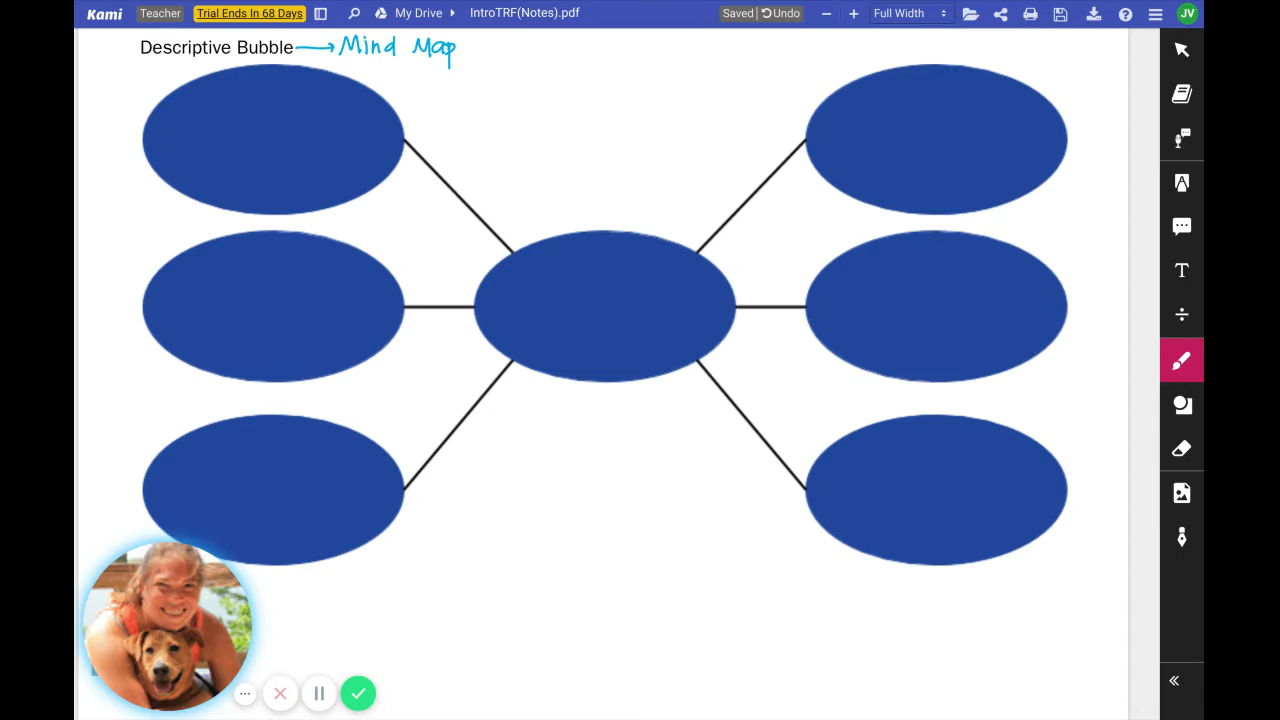 Kami Teacher Trial Ends In 68 Days My Drive IntroTRF(Notes).pdf Saved Undo Full Width JV
Descriptive Bubble Mind Map